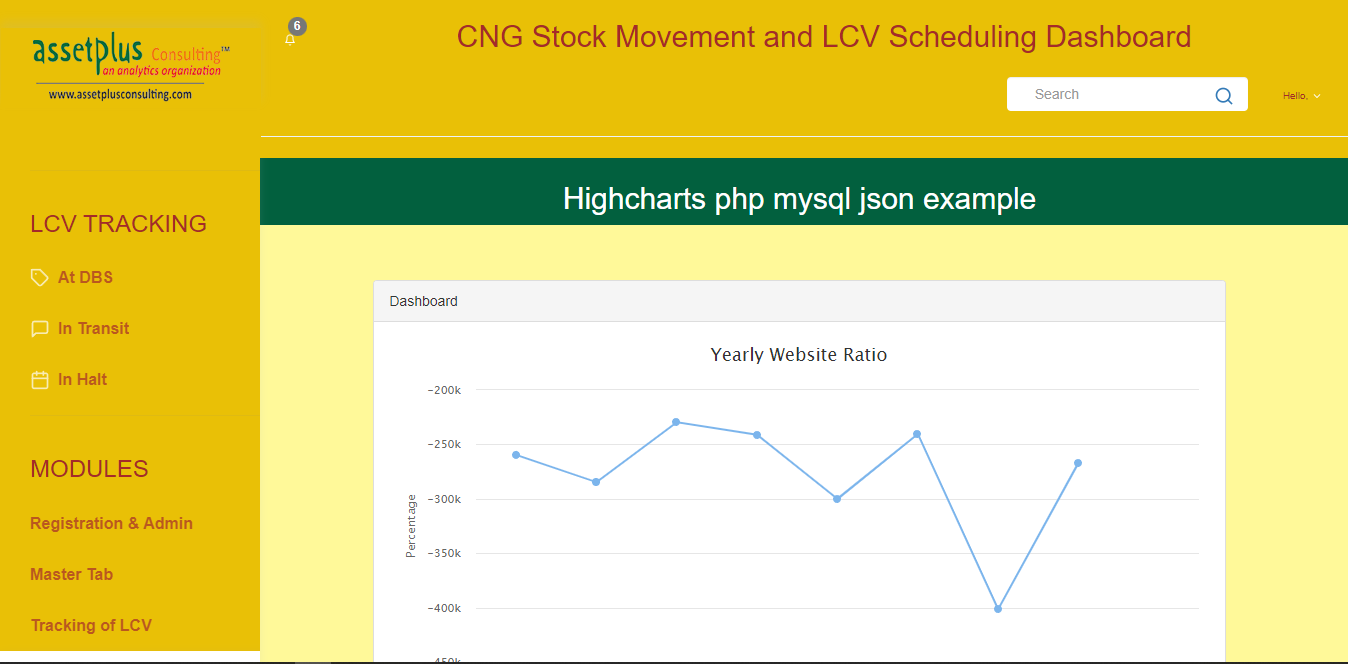 assetplus Consulting™
an analytics organization
www.assetplusconsulting.com
6
CNG Stock Movement and LCV Scheduling Dashboard
Search
Hello,
LCV TRACKING
At DBS
In Transit
In Halt
MODULES
Registration & Admin
Master Tab
Tracking of LCV
Highcharts php mysql json example
Dashboard
Yearly Website Ratio
Percentage
−200k
−250k
−300k
−350k
−400k
−450k